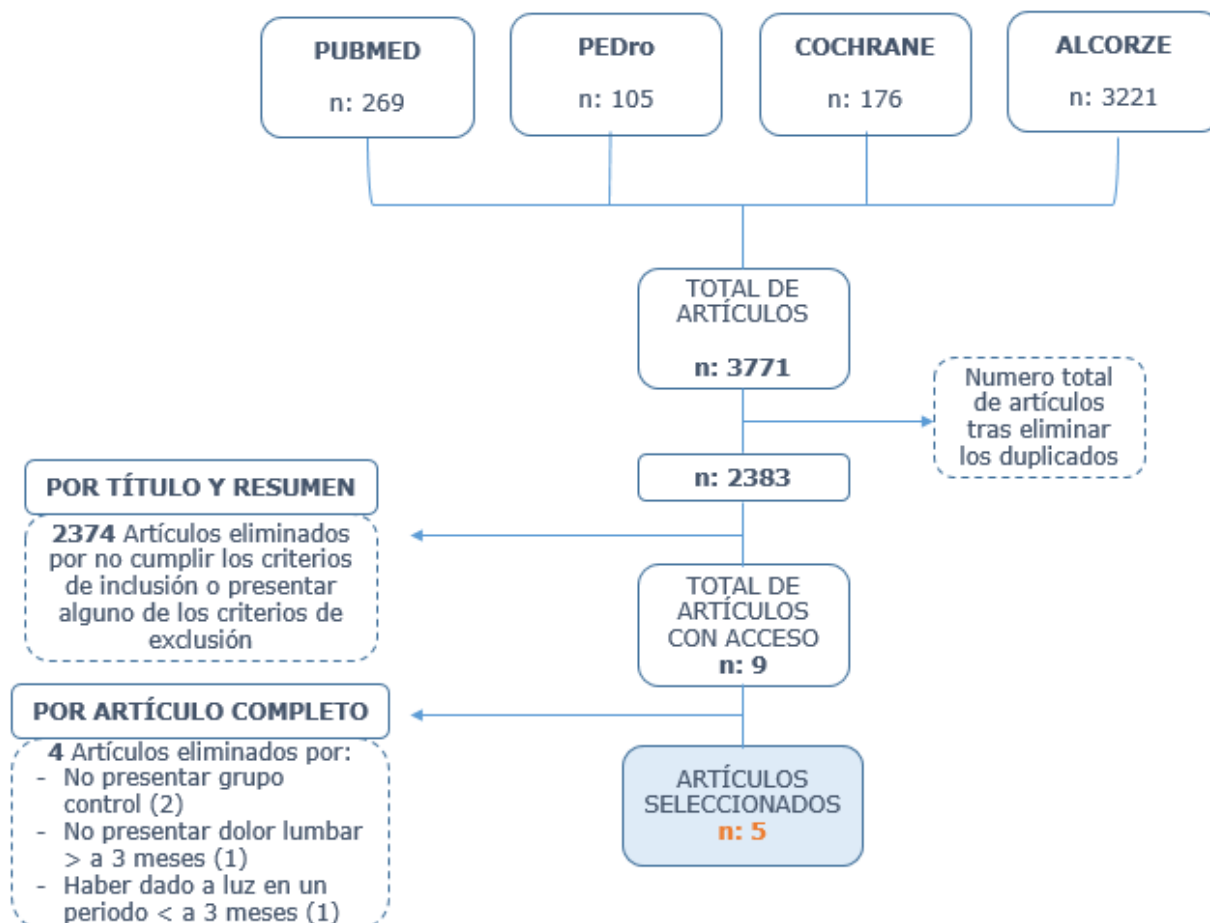 PUBMED
n: 269
PEDro
n: 105
COCHRANE
n: 176
ALCORZE
n: 3221
TOTAL DE
ARTÍCULOS
n: 3771
Numero total
de artículos
tras eliminar
los duplicados
n: 2383
POR TÍTULO Y RESUMEN
2374 Artículos eliminados
por no cumplir los criterios
de inclusión o presentar
alguno de los criterios de
exclusión
TOTAL DE
ARTÍCULOS
CON ACCESO
n: 9
POR ARTÍCULO COMPLETO
4 Artículos eliminados por:
- No presentar grupo
control (2)
- No presentar dolor lumbar
> a 3 meses (1)
- Haber dado a luz en un
periodo < a 3 meses (1)
ARTÍCULOS
SELECCIONADOS
n: 5